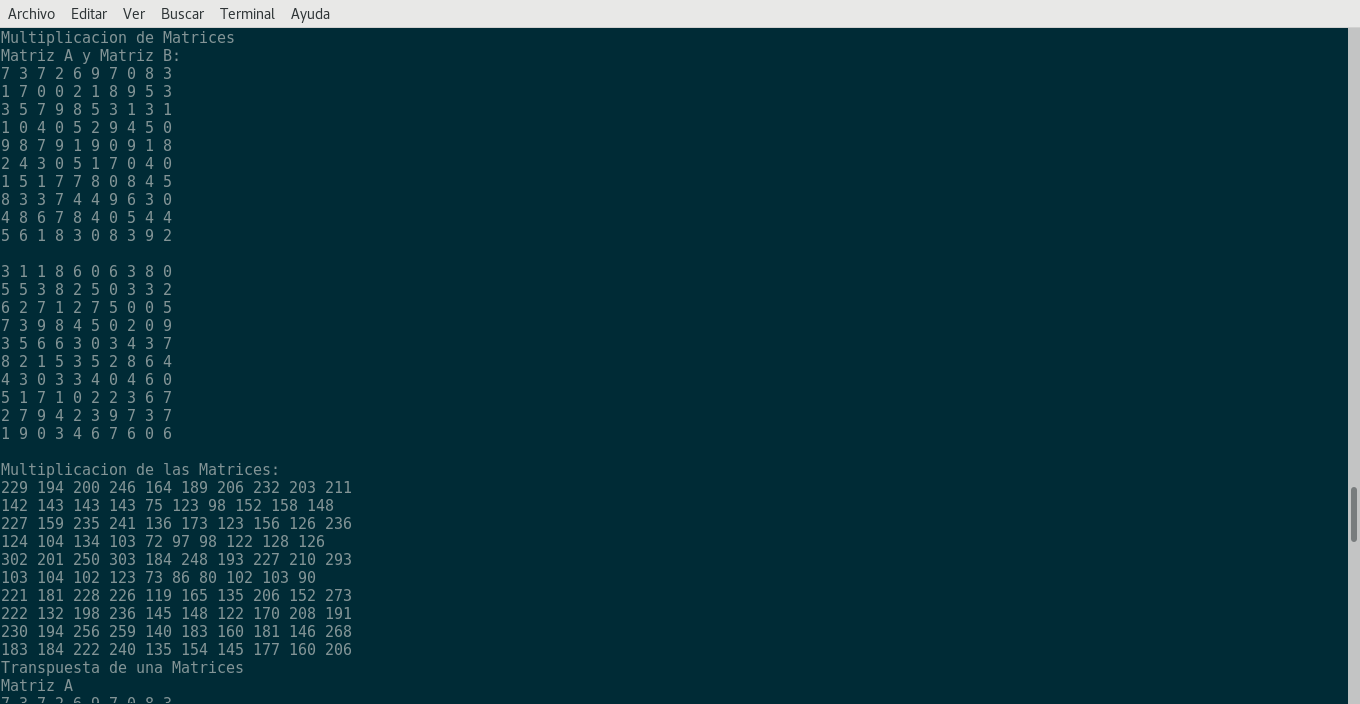 Archivo Editar Ver Buscar Terminal Ayuda
Multiplicacion de Matrices
Matriz A y Matriz B:
7 3 7 2 6 9 7 0 8 3
1 7 0 0 2 1 8 9 5 3
3 5 7 9 8 5 3 1 3 1
1 0 4 0 5 2 9 4 5 0
9 8 7 9 1 9 0 9 1 8
2 4 3 0 5 1 7 0 4 0
1 5 1 7 7 8 0 8 4 5
8 3 3 7 4 4 9 6 3 0
4 8 6 7 8 4 0 5 4 4
5 6 1 8 3 0 8 3 9 2
3 1 1 8 6 0 6 3 8 0
5 5 3 8 2 5 0 3 3 2
6 2 7 1 2 7 5 0 0 5
7 3 9 8 4 5 0 2 0 9
3 5 6 6 3 0 3 4 3 7
8 2 1 5 3 5 2 8 6 4
4 3 0 3 3 4 0 4 6 0
5 1 7 1 0 2 2 3 6 7
2 7 9 4 2 3 9 7 3 7
1 9 0 3 4 6 7 6 0 6
Multiplicacion de las Matrices:
229 194 200 246 164 189 206 232 203 211
142 143 143 143 75 123 98 152 158 148
227 159 235 241 136 173 123 156 126 236
124 104 134 103 72 97 98 122 128 126
302 201 250 303 184 248 193 227 210 293
103 104 102 123 73 86 80 102 103 90
221 181 228 226 119 165 135 206 152 273
222 132 198 236 145 148 122 170 208 191
230 194 256 259 140 183 160 181 146 268
183 184 222 240 135 154 145 177 160 206
Transpuesta de una Matrices
Matriz A
7 3 7 2 6 9 7 0 8 3